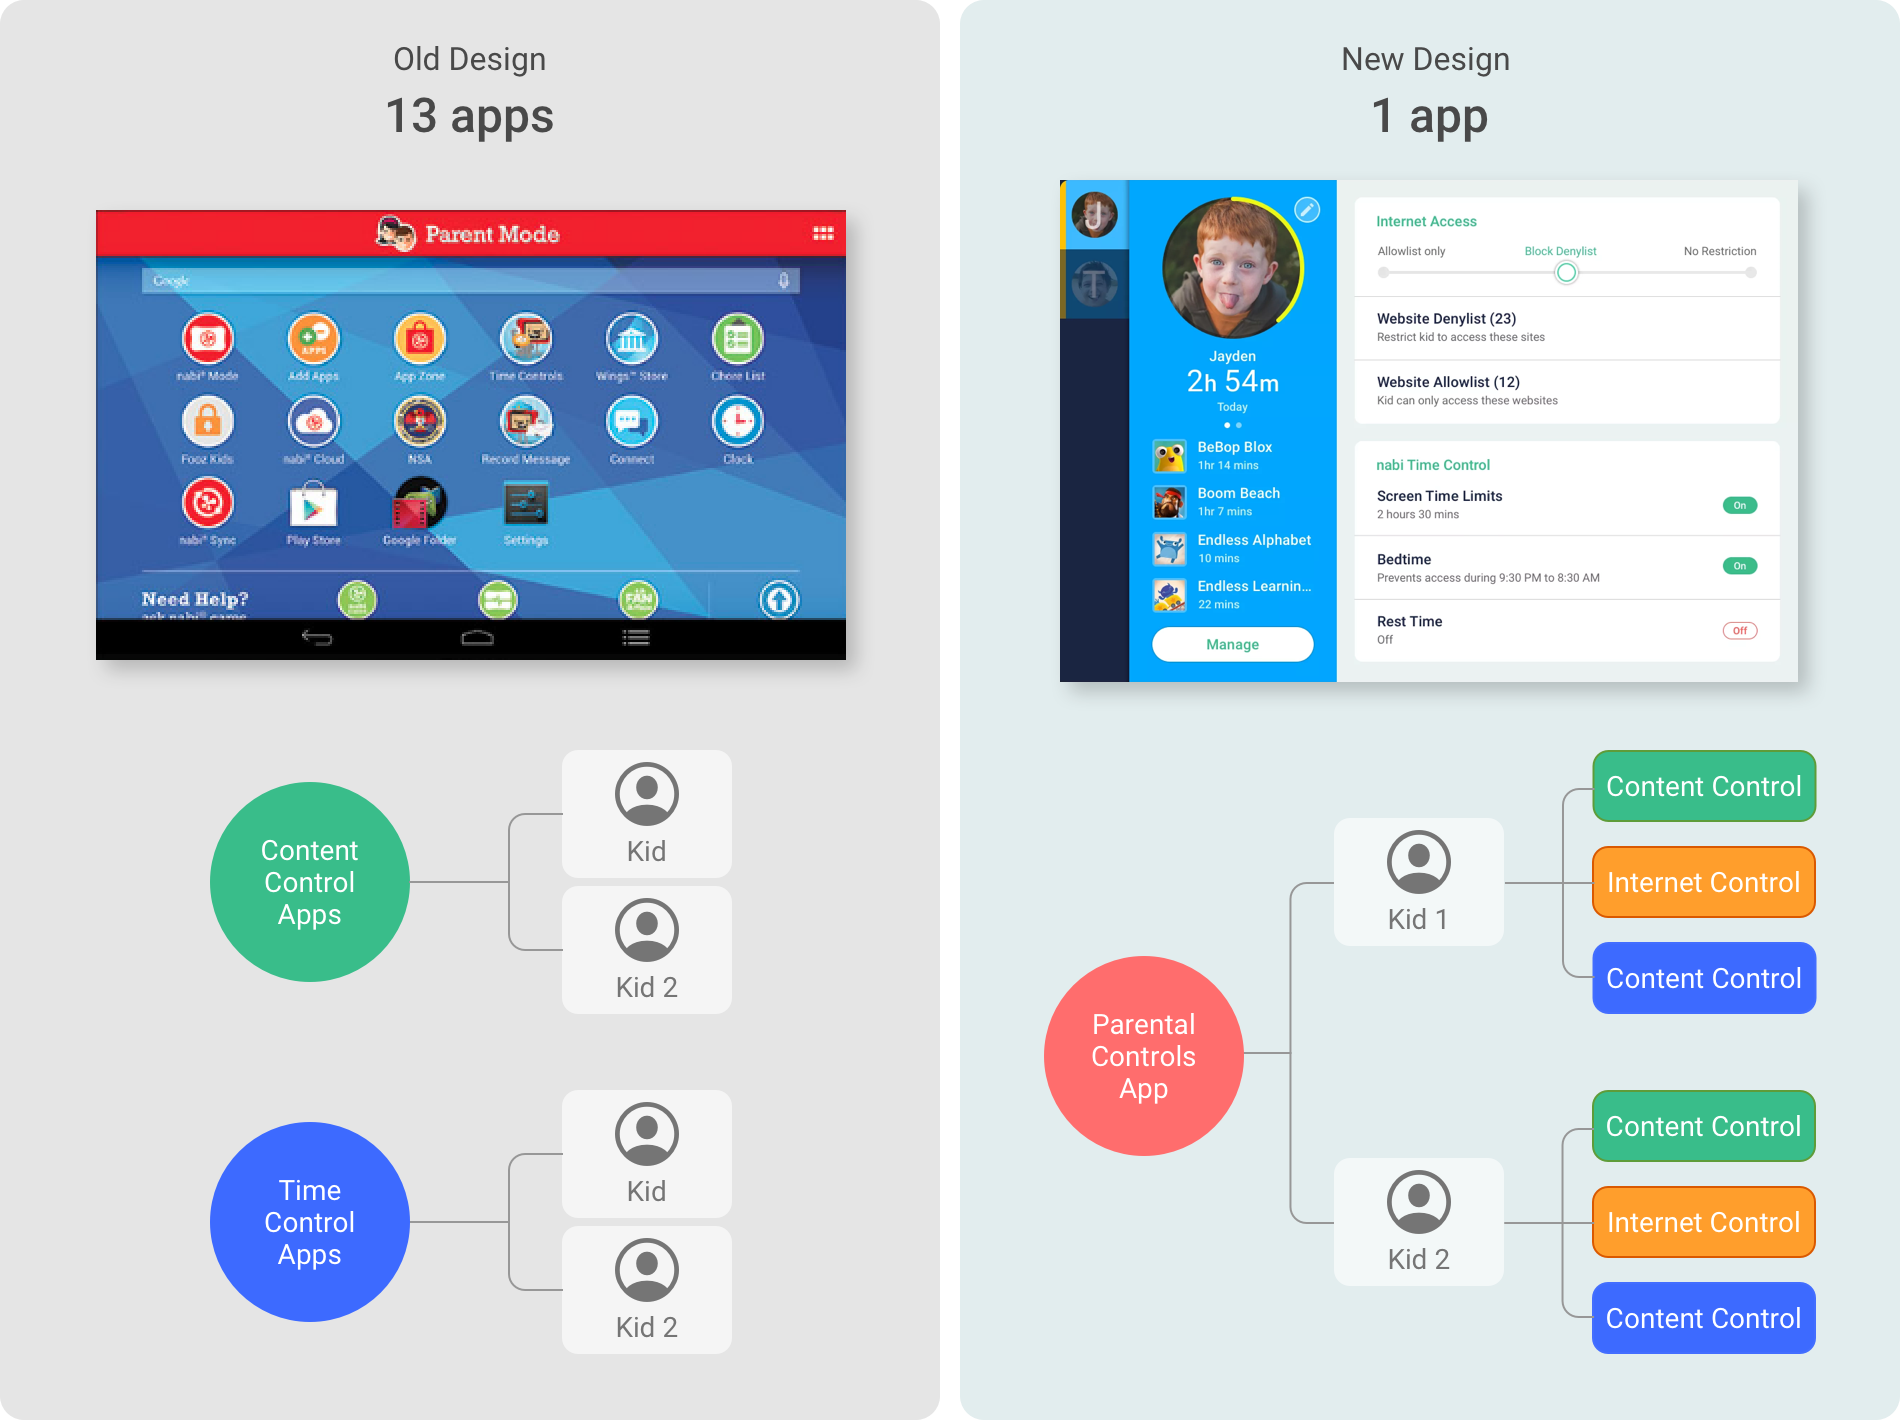 Old Design
13 apps
Parent Mode
Google
nabi® Mode
Add Apps
App Zone
Time Controls
Wings™ Store
Chore List
Fooz Kids
nabi® Cloud
NSA
Record Message
Connect
Clock
nabi® Sync
Play Store
Google Folder
Settings
Need Help?
Content
Control
Apps
Kid
Kid 2
Time
Control
Apps
Kid
Kid 2
New Design
1 app
J
T
Jayden
2h 54m
Today
BeBop Blox
1hr 14 mins
Boom Beach
1hr 7 mins
Endless Alphabet
10 mins
Endless Learnin...
22 mins
Manage
Internet Access
Allowlist only
Block Denylist
No Restriction
Website Denylist (23)
Restrict kid to access these sites
Website Allowlist (12)
Kid can only access these websites
nabi Time Control
Screen Time Limits
2 hours 30 mins
On
Bedtime
Prevents access during 9:30 PM to 8:30 AM
On
Rest Time
Off
Off
Parental
Controls
App
Kid 1
Content Control
Internet Control
Content Control
Kid 2
Content Control
Internet Control
Content Control